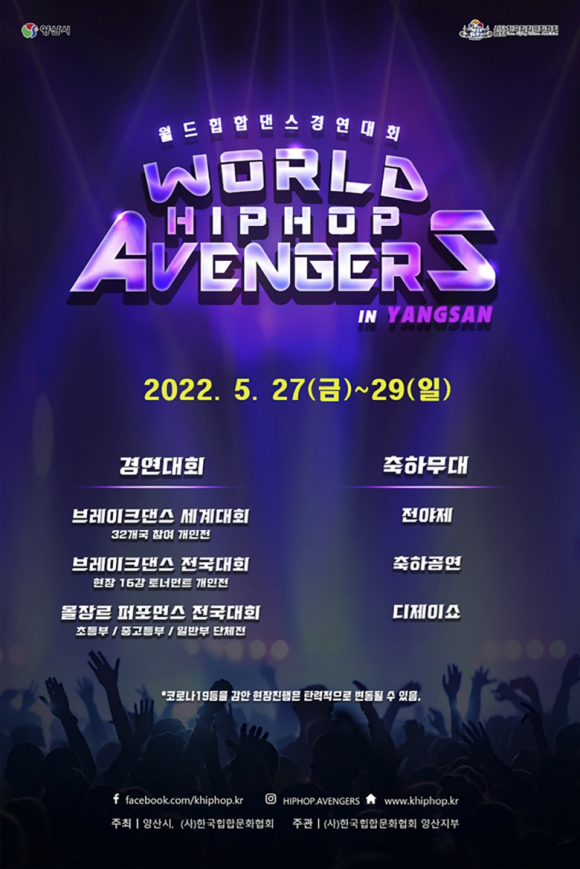 양산시
(사)한국힙합문화협회
월드힙합댄스경연대회
WORLD
HIPHOP
AVENGERS
IN YANGSAN
2022. 5. 27(금)~29(일)
경연대회
브레이크댄스 세계대회
32개국 참여 개인전
브레이크댄스 전국대회
현장 16강 토너먼트 개인전
올장르 퍼포먼스 전국대회
초등부 / 중고등부 / 일반부 단체전
축하무대
전야제
축하공연
디제이쇼
*코로나19등을 감안 현장진행은 탄력적으로 변동될 수 있음.
facebook.com/khiphop.kr HIPHOP.AVENGERS www.khiphop.kr
주최 | 양산시, (사)한국힙합문화협회 주관 | (사)한국힙합문화협회 양산지부